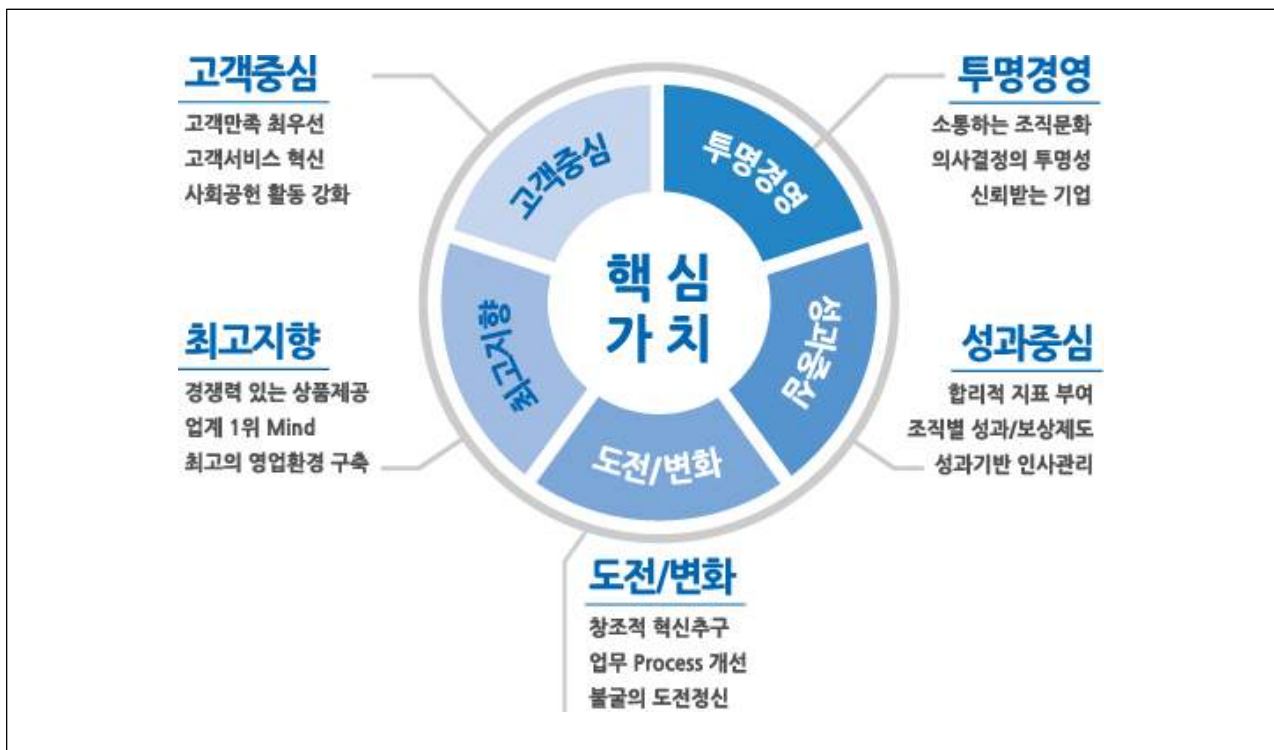 고객중심
고객만족 최우선
고객서비스 혁신
사회공헌 활동 강화
투명경영
소통하는 조직문화
의사결정의 투명성
신뢰받는 기업
고객중심
투명경영
핵심
가치
최고지향
성과중심
도전/변화
최고지향
경쟁력 있는 상품제공
업계 1위 Mind
최고의 영업환경 구축
성과중심
합리적 지표 부여
조직별 성과/보상제도
성과기반 인사관리
도전/변화
창조적 혁신추구
업무 Process 개선
불굴의 도전정신